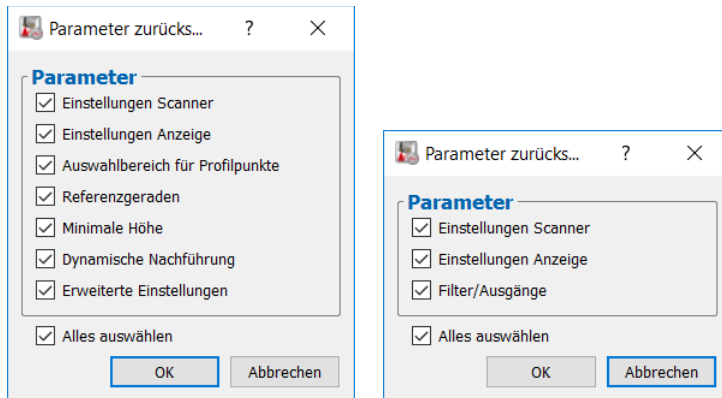 Parameter zurücks... ?
Parameter
Einstellungen Scanner
Einstellungen Anzeige
Auswahlbereich für Profilpunkte
Referenzgeraden
Minimale Höhe
Dynamische Nachführung
Erweiterte Einstellungen
Alles auswählen
OK Abbrechen
Parameter zurücks... ?
Parameter
Einstellungen Scanner
Einstellungen Anzeige
Filter/Ausgänge
Alles auswählen
OK Abbrechen